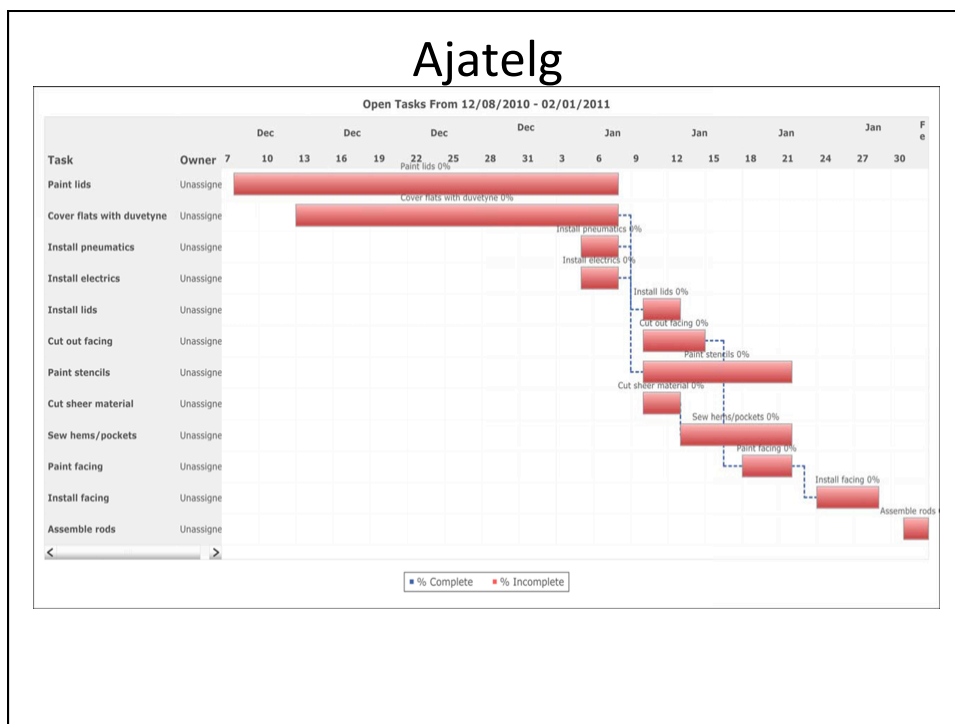 Ajatelg
Open Tasks From 12/08/2010 - 02/01/2011
Dec Dec Dec Dec Jan Jan Jan Jan Fe
Task Owner 7 10 13 16 19 22 25 28 31 3 6 9 12 15 18 21 24 27 30
Paint lids 0%
Paint lids Unassigne
Cover flats with duvetyne 0%
Cover flats with duvetyne Unassigne
Install pneumatics 0%
Install pneumatics Unassigne
Install electrics 0%
Install electrics Unassigne
Install lids 0%
Install lids Unassigne
Cut out facing 0%
Cut out facing Unassigne
Paint stencils 0%
Paint stencils Unassigne
Cut sheer material 0%
Cut sheer material Unassigne
Sew hems/pockets 0%
Sew hems/pockets Unassigne
Paint facing 0%
Paint facing Unassigne
Install facing 0%
Install facing Unassigne
Assemble rods
Assemble rods Unassigne
% Complete % Incomplete